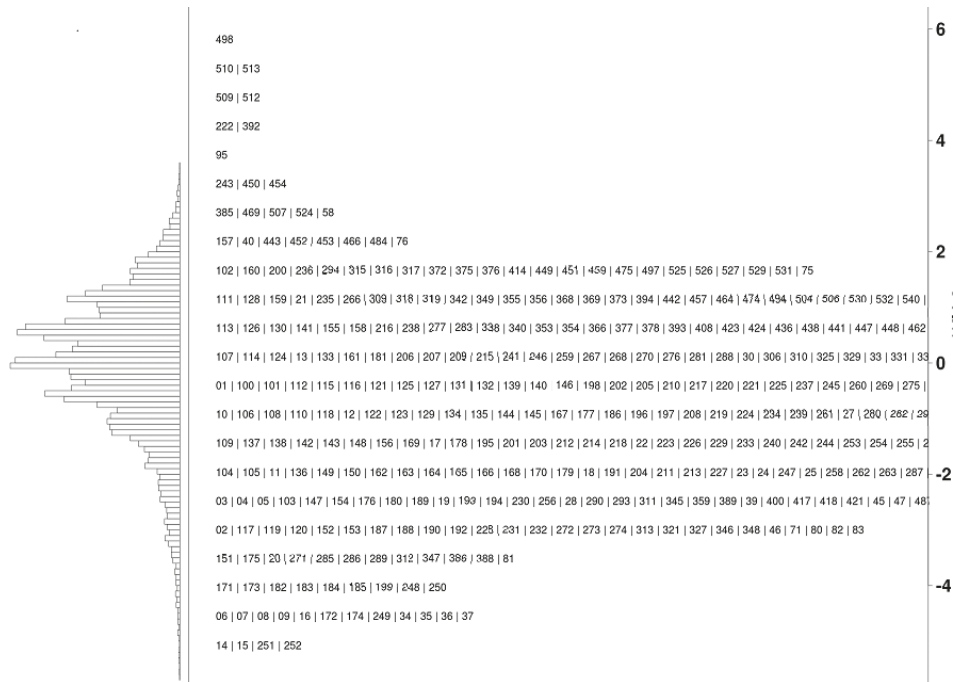 498
6
510 | 513
509 | 512
222 | 392
4
95
243 | 450 | 454
385 | 469 | 507 | 524 | 58
157 | 40 | 443 | 452 | 453 | 466 | 484 | 76
2
102 | 160 | 200 | 236 | 294 | 315 | 316 | 317 | 372 | 375 | 376 | 414 | 449 | 451 | 459 | 475 | 497 | 525 | 526 | 527 | 529 | 531 | 75
111 | 128 | 159 | 21 | 235 | 266 | 309 | 318 | 319 | 342 | 349 | 355 | 356 | 368 | 369 | 373 | 394 | 442 | 457 | 464 | 474 | 494 | 504 | 506 | 530 | 532 | 540 |
113 | 126 | 130 | 141 | 155 | 158 | 216 | 238 | 277 | 283 | 338 | 340 | 353 | 354 | 366 | 377 | 378 | 393 | 408 | 423 | 424 | 436 | 438 | 441 | 447 | 448 | 462
107 | 114 | 124 | 13 | 133 | 161 | 181 | 206 | 207 | 209 | 215 | 241 | 246 | 259 | 267 | 268 | 270 | 276 | 281 | 288 | 30 | 306 | 310 | 325 | 329 | 33 | 331 | 33
0
01 | 100 | 101 | 112 | 115 | 116 | 121 | 125 | 127 | 131 | 132 | 139 | 140 146 | 198 | 202 | 205 | 210 | 217 | 220 | 221 | 225 | 237 | 245 | 260 | 269 | 275 |
10 | 106 | 108 | 110 | 118 | 12 | 122 | 123 | 129 | 134 | 135 | 144 | 145 | 167 | 177 | 186 | 196 | 197 | 208 | 219 | 224 | 234 | 239 | 261 | 27 | 280 | 282 | 29
109 | 137 | 138 | 142 | 143 | 148 | 156 | 169 | 17 | 178 | 195 | 201 | 203 | 212 | 214 | 218 | 22 | 223 | 226 | 229 | 233 | 240 | 242 | 244 | 253 | 254 | 255 | 2
104 | 105 | 11 | 136 | 149 | 150 | 162 | 163 | 164 | 165 | 166 | 168 | 170 | 179 | 18 | 191 | 204 | 211 | 213 | 227 | 23 | 24 | 247 | 25 | 258 | 262 | 263 | 287
-2
03 | 04 | 05 | 103 | 147 | 154 | 176 | 180 | 189 | 19 | 193 | 194 | 230 | 256 | 28 | 290 | 293 | 311 | 345 | 359 | 389 | 39 | 400 | 417 | 418 | 421 | 45 | 47 | 48
02 | 117 | 119 | 120 | 152 | 153 | 187 | 188 | 190 | 192 | 228 | 231 | 232 | 272 | 273 | 274 | 313 | 321 | 327 | 346 | 348 | 46 | 71 | 80 | 82 | 83
151 | 175 | 20 | 271 | 285 | 286 | 289 | 312 | 347 | 386 | 388 | 81
171 | 173 | 182 | 183 | 184 | 185 | 199 | 248 | 250
-4
06 | 07 | 08 | 09 | 16 | 172 | 174 | 249 | 34 | 35 | 36 | 37
14 | 15 | 251 | 252